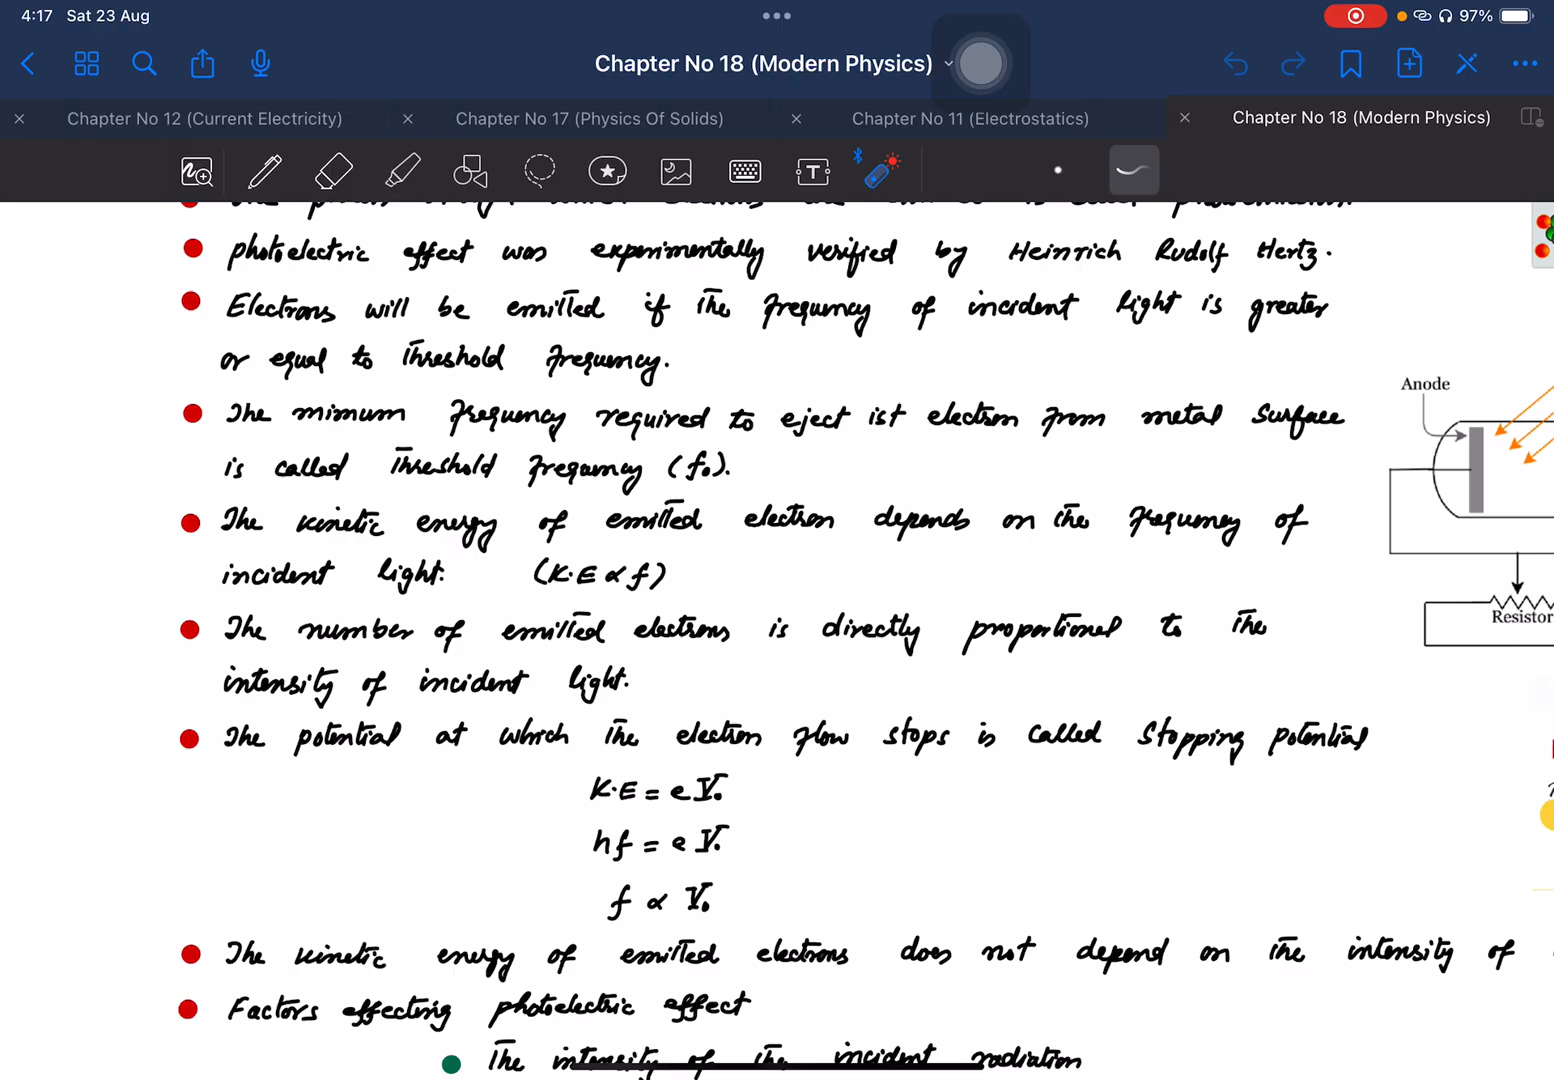 4:17 Sat 23 Aug
97%
Chapter No 18 (Modern Physics)
Chapter No 12 (Current Electricity)
Chapter No 17 (Physics Of Solids)
Chapter No 11 (Electrostatics)
Chapter No 18 (Modern Physics)
T
photoelectric effect was experimentally verified by Heinrich Rudolf Hertz.
Electrons will be emitted if the frequency of incident light is greater
or equal to threshold frequency.
Anode
The mimum frequency required to eject ist electron from metal surface
is called threshold frequency (f₀).
The kinetic energy of emitted electron depends on the frequency of
incident light. (K.E ∝ f)
Resistor
The number of emitted electrons is directly proportional to the
intensity of incident light.
The potential at which the electron flow stops is called stopping potential
K.E = eV₀
hf = eV₀
f ∝ V₀
The kinetic energy of emitted electrons does not depend on the intensity of
Factors effecting photoelectric effect
The intensity of the incident radiation